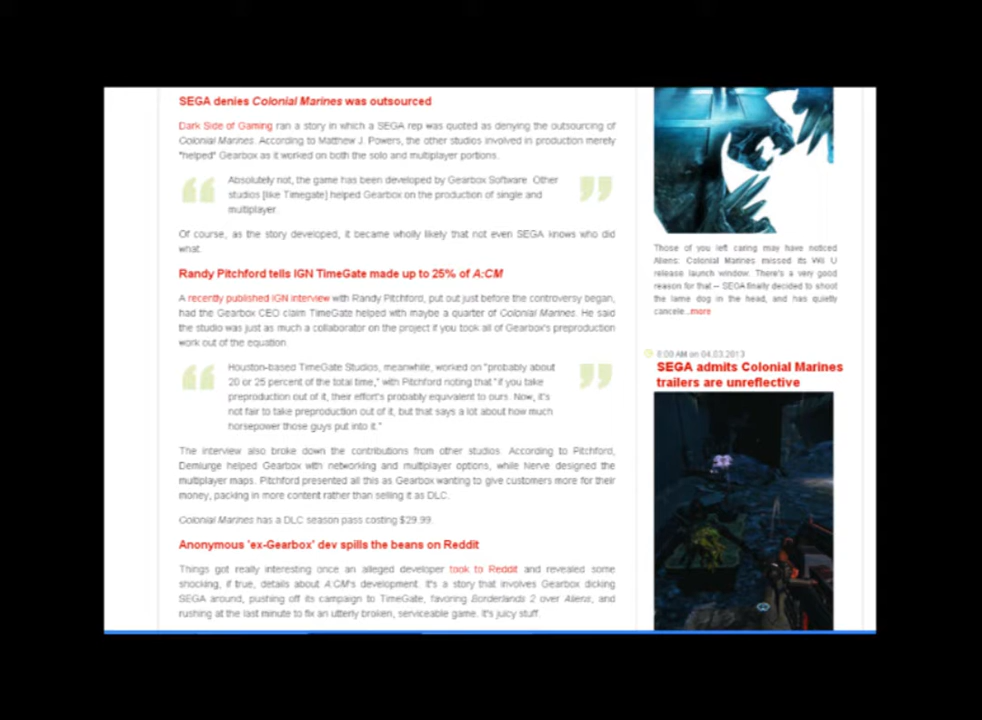 SEGA denies Colonial Marines was outsourced
Dark Side of Gaming ran a story in which a SEGA rep was quoted as denying the outsourcing of
Colonial Marines. According to Matthew J. Powers, the other studios involved in production merely
"helped" Gearbox as it worked on both the solo and multiplayer portions.
Absolutely not, the game has been developed by Gearbox Software. Other
studios [like Timegate] helped Gearbox on the production of single and
multiplayer.
Of course, as the story developed, it became wholly likely that not even SEGA knows who did
what.
Randy Pitchford tells IGN TimeGate made up to 25% of A:CM
A recently published IGN interview with Randy Pitchford, put out just before the controversy began,
had the Gearbox CEO claim TimeGate helped with maybe a quarter of Colonial Marines. He said
the studio was just as much a collaborator on the project if you took all of Gearbox's preproduction
work out of the equation.
Houston-based TimeGate Studios, meanwhile, worked on "probably about
20 or 25 percent of the total time," with Pitchford noting that "if you take
preproduction out of it, their effort's probably equivalent to ours. Now, it's
not fair to take preproduction out of it, but that says a lot about how much
horsepower those guys put into it."
The interview also broke down the contributions from other studios. According to Pitchford,
Demiurge helped Gearbox with networking and multiplayer options, while Nerve designed the
multiplayer maps. Pitchford presented all this as Gearbox wanting to give customers more for their
money, packing in more content rather than selling it as DLC.
Colonial Marines has a DLC season pass costing $29.99.
Anonymous 'ex-Gearbox' dev spills the beans on Reddit
Things got really interesting once an alleged developer took to Reddit and revealed some
shocking, if true, details about A:CM's development. It's a story that involves Gearbox dicking
SEGA around, pushing off its campaign to TimeGate, favoring Borderlands 2 over Aliens, and
rushing at the last minute to fix an utterly broken, serviceable game. It's juicy stuff.
Those of you left caring may have noticed
Aliens: Colonial Marines missed its Wii U
release launch window. There's a very good
reason for that -- SEGA finally decided to shoot
the lame dog in the head, and has quietly
cancele...more
8:00 AM on 04.03.2013
SEGA admits Colonial Marines
trailers are unreflective